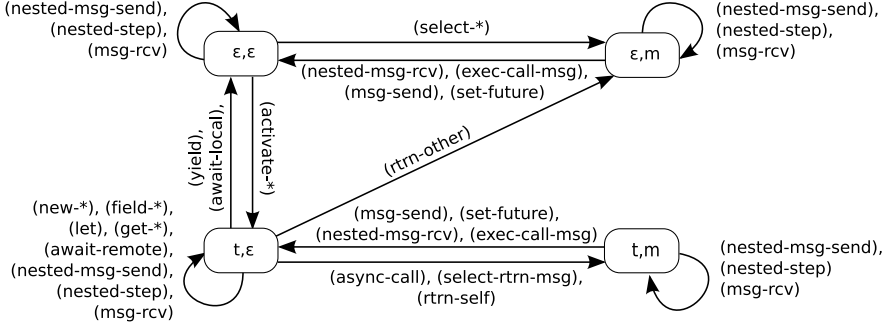 (nested-msg-send),
(nested-step),
(msg-rcv)
ε,ε
(select-*)
ε,m
(nested-msg-send),
(nested-step),
(msg-rcv)
(nested-msg-rcv), (exec-call-msg),
(msg-send), (set-future)
(yield),
(await-local),
(activate-*)
(rtrn-other)
(new-*), (field-*),
(let), (get-*),
(await-remote),
(nested-msg-send),
(nested-step),
(msg-rcv)
t,ε
(msg-send), (set-future),
(nested-msg-rcv), (exec-call-msg)
(async-call), (select-rtrn-msg),
(rtrn-self)
t,m
(nested-msg-send),
(nested-step)
(msg-rcv)